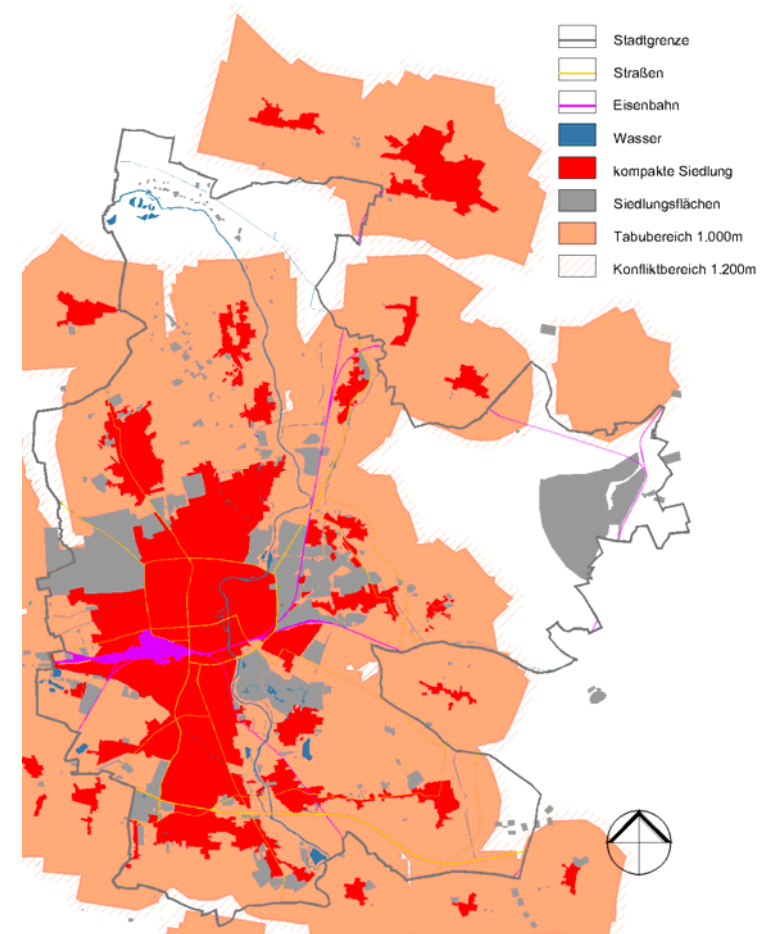 Stadtgrenze
Straßen
Eisenbahn
Wasser
kompakte Siedlung
Siedlungsflächen
Tabubereich 1.000m
Konfliktbereich 1.200m